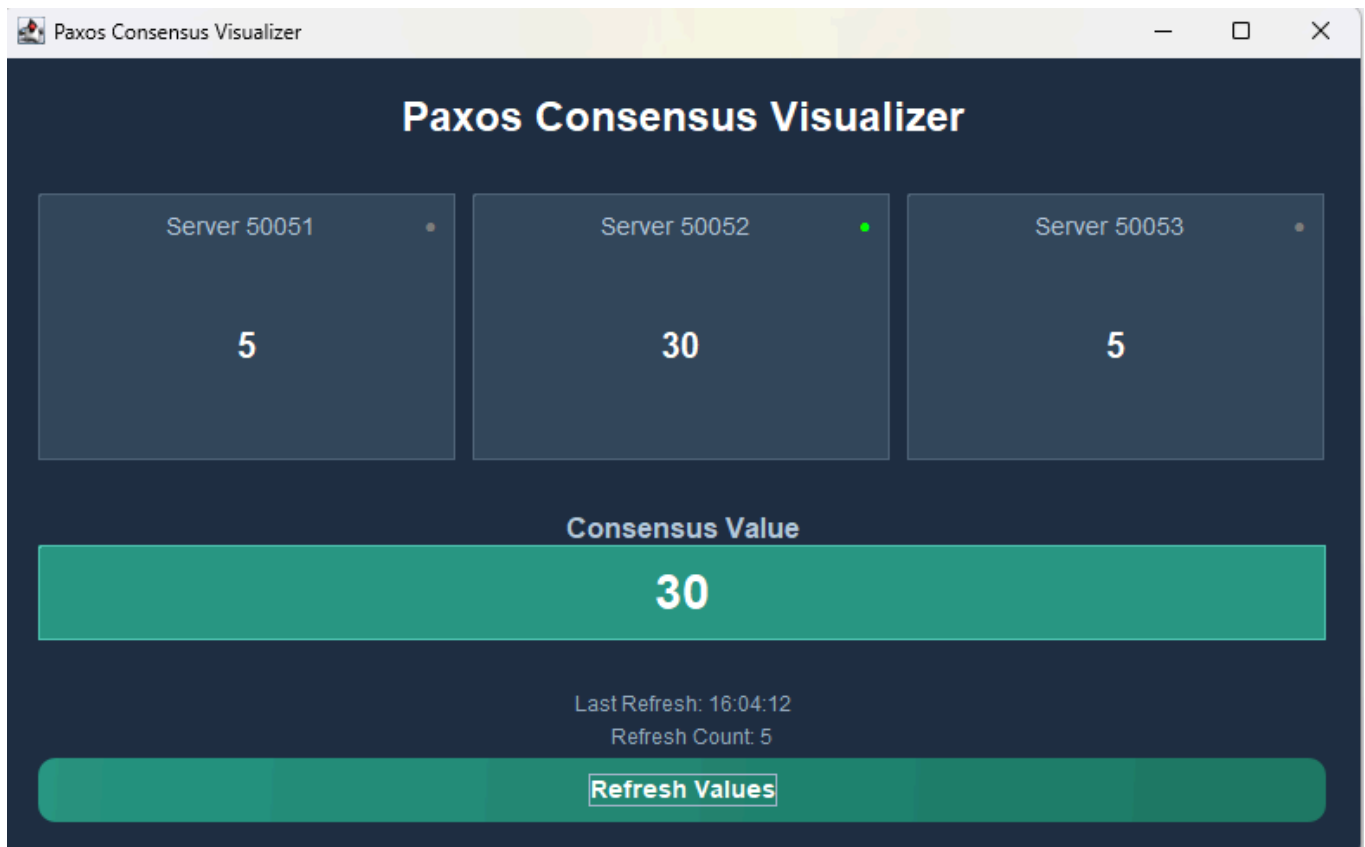 Paxos Consensus Visualizer
Paxos Consensus Visualizer
Server 50051
Server 50052
Server 50053
5
30
5
Consensus Value
30
Last Refresh: 16:04:12
Refresh Count: 5
Refresh Values